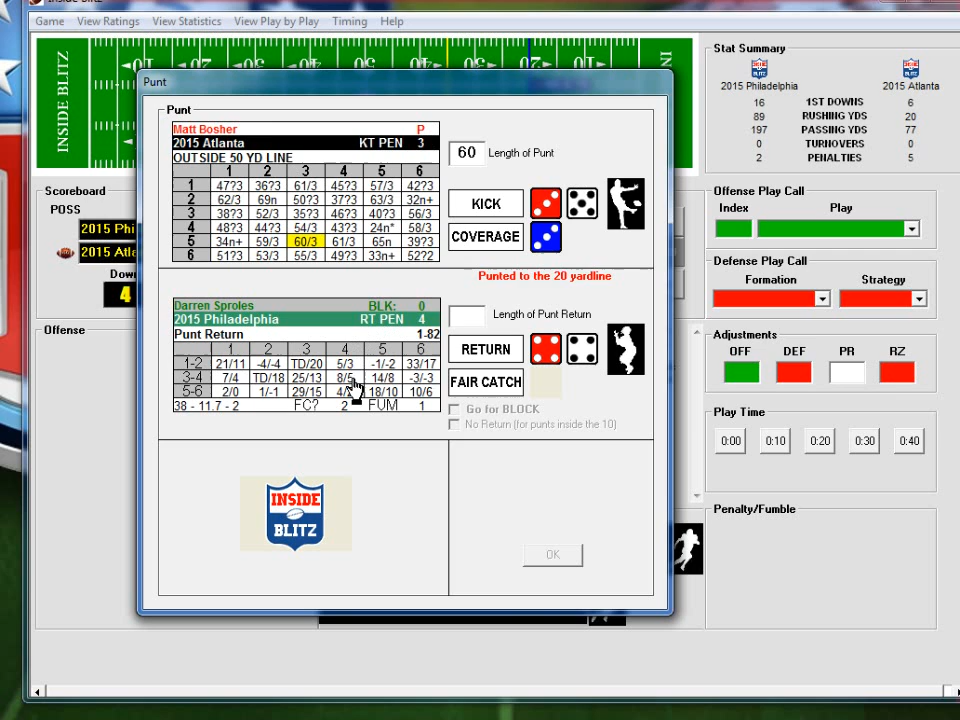 Inside Blitz
Game View Ratings View Statistics View Play by Play Timing Help
INSIDE BLITZ
Punt
Punt
Matt Bosher P
2015 Atlanta KT PEN 3
OUTSIDE 50 YD LINE
1 2 3 4 5 6
1 47?3 36?3 61/3 45?3 57/3 42?3
2 62/3 69n 50?3 37?3 63/3 32n+
3 38?3 52/3 35?3 46?3 40?3 56/3
4 48?3 44?3 54/3 43?3 24n* 58/3
5 34n+ 59/3 60/3 61/3 65n 39?3
6 51?3 53/3 55/3 49?3 33n+ 52?2
60 Length of Punt
KICK
COVERAGE
Punted to the 20 yardline
Darren Sproles BLK: 0
2015 Philadelphia RT PEN 4
Punt Return 1-82
1 2 3 4 5 6
1-2 21/11 -4/-4 TD/20 5/3 -1/-2 33/17
3-4 7/4 TD/18 25/13 8/5 14/8 -3/-3
5-6 2/0 1/-1 29/15 18/10 10/6
38 - 11.7 - 2 FC? 2 FUM 1
Length of Punt Return
RETURN
FAIR CATCH
Go for BLOCK
No Return (for punts inside the 10)
INSIDE
BLITZ
OK
Scoreboard
POSS
2015 Phi
2015 Atla
Down
4
Offense
Stat Summary
2015 Philadelphia 2015 Atlanta
16 1ST DOWNS 6
89 RUSHING YDS 20
197 PASSING YDS 77
0 TURNOVERS 0
2 PENALTIES 5
Offense Play Call
Index Play
Defense Play Call
Formation Strategy
Adjustments
OFF DEF PR RZ
Play Time
0:00 0:10 0:20 0:30 0:40
Penalty/Fumble